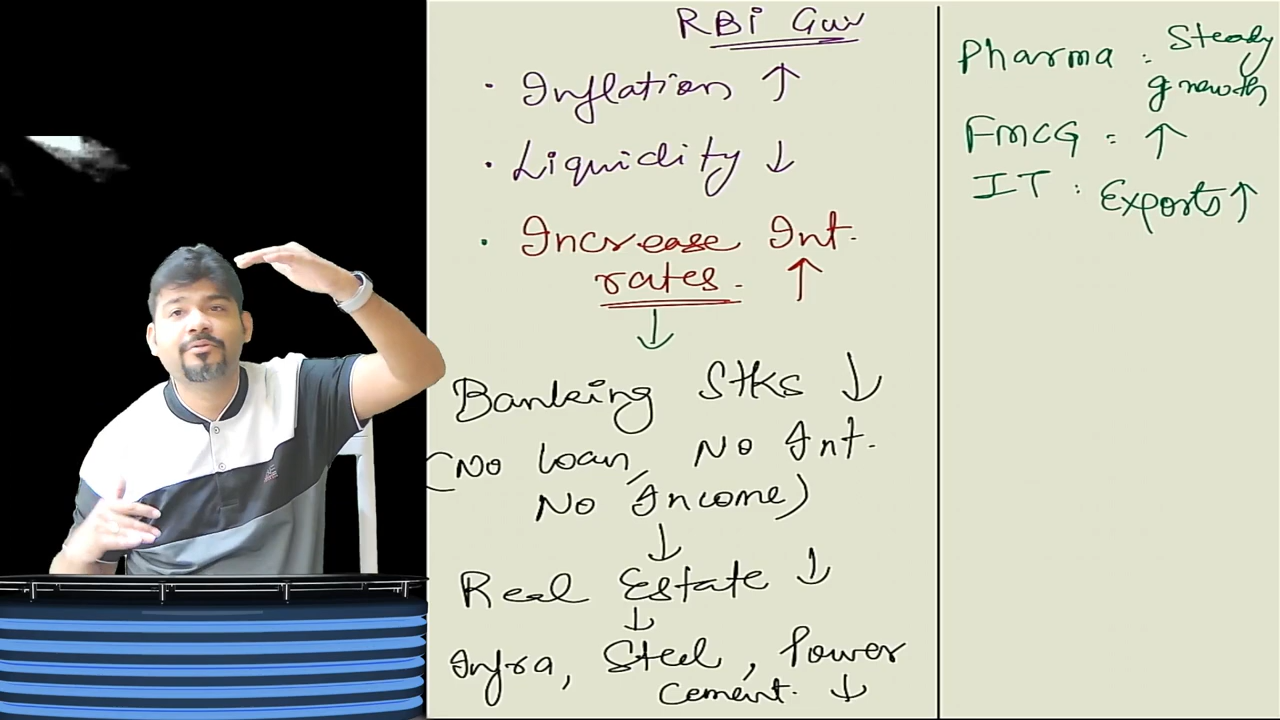 RBi Guv
· Inflation ↑
· Liquidity ↓
· Increase Int.
rates. ↑
↓
Banking Stks ↓
(No loan, No Int.
No Income)
↓
Real Estate ↓
↓
Infra, Steel, Power
cement. ↓
Pharma : Steady
growth
FMCG : ↑
IT : Exports ↑